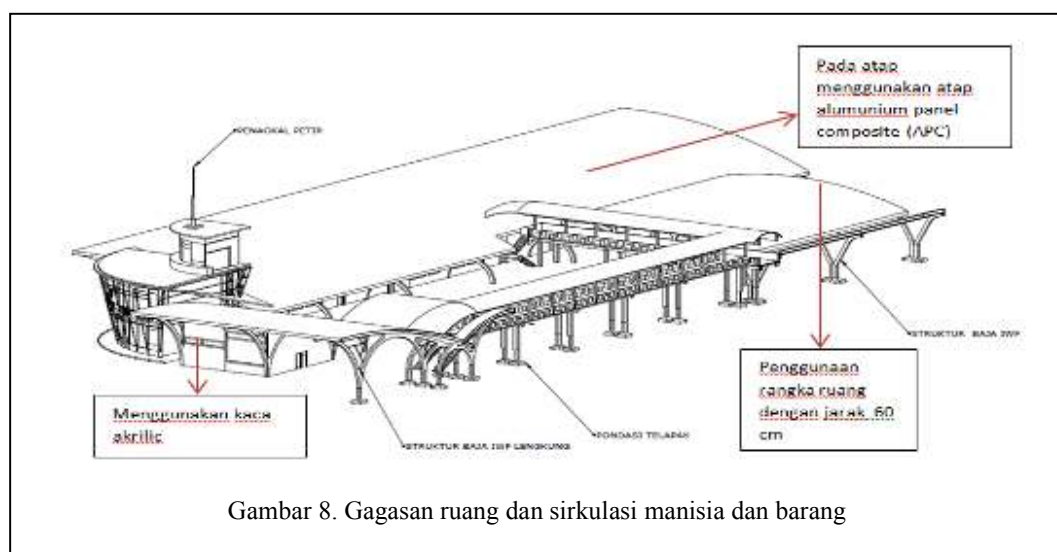 Pada atap
menggunakan atap
alumunium panel
composite (APC)
PENAGKAL PETIR
STRUKTUR BAJA IWF
Penggunaan
rangka ruang
dengan jarak 60
cm
Menggunakan kaca
akrilic
PONDASI TELAPAK
STRUKTUR BAJA IWF LENGKUNG
Gambar 8. Gagasan ruang dan sirkulasi manisia dan barang